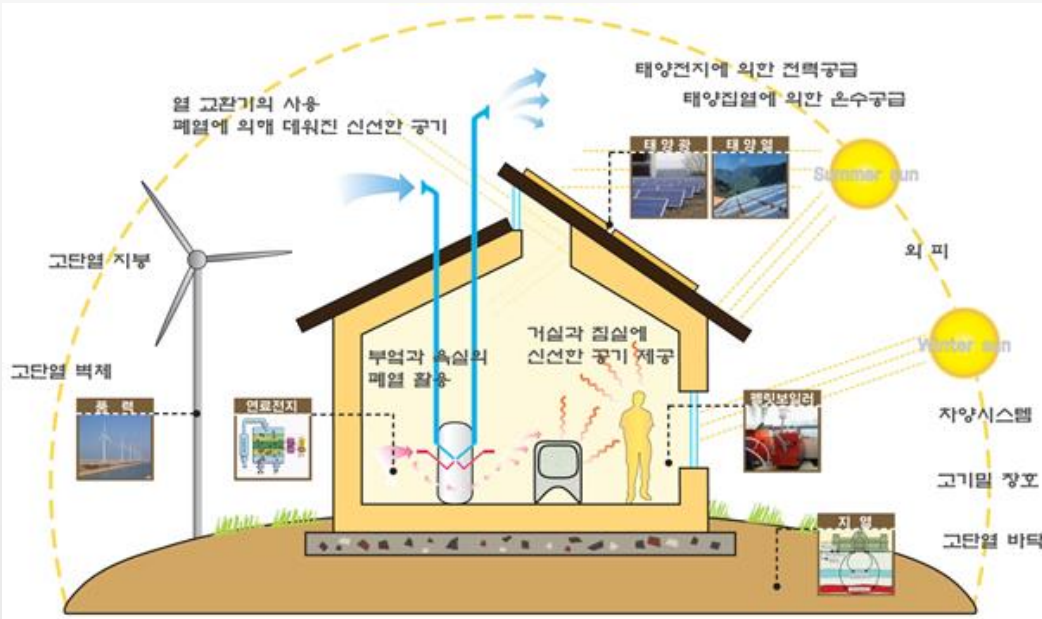 태양전지에 의한 전력공급
태양집열에 의한 온수공급
열 교환기의 사용
폐열에 의해 데워진 신선한 공기
태양광
태양열
Summer sun
고단열 지붕
외 피
거실과 침실에
신선한 공기 제공
부엌과 욕실의
폐열 활용
Winter sun
고단열 벽체
풍 력
연료전지
펠릿보일러
차양시스템
고기밀 창호
지 열
고단열 바닥